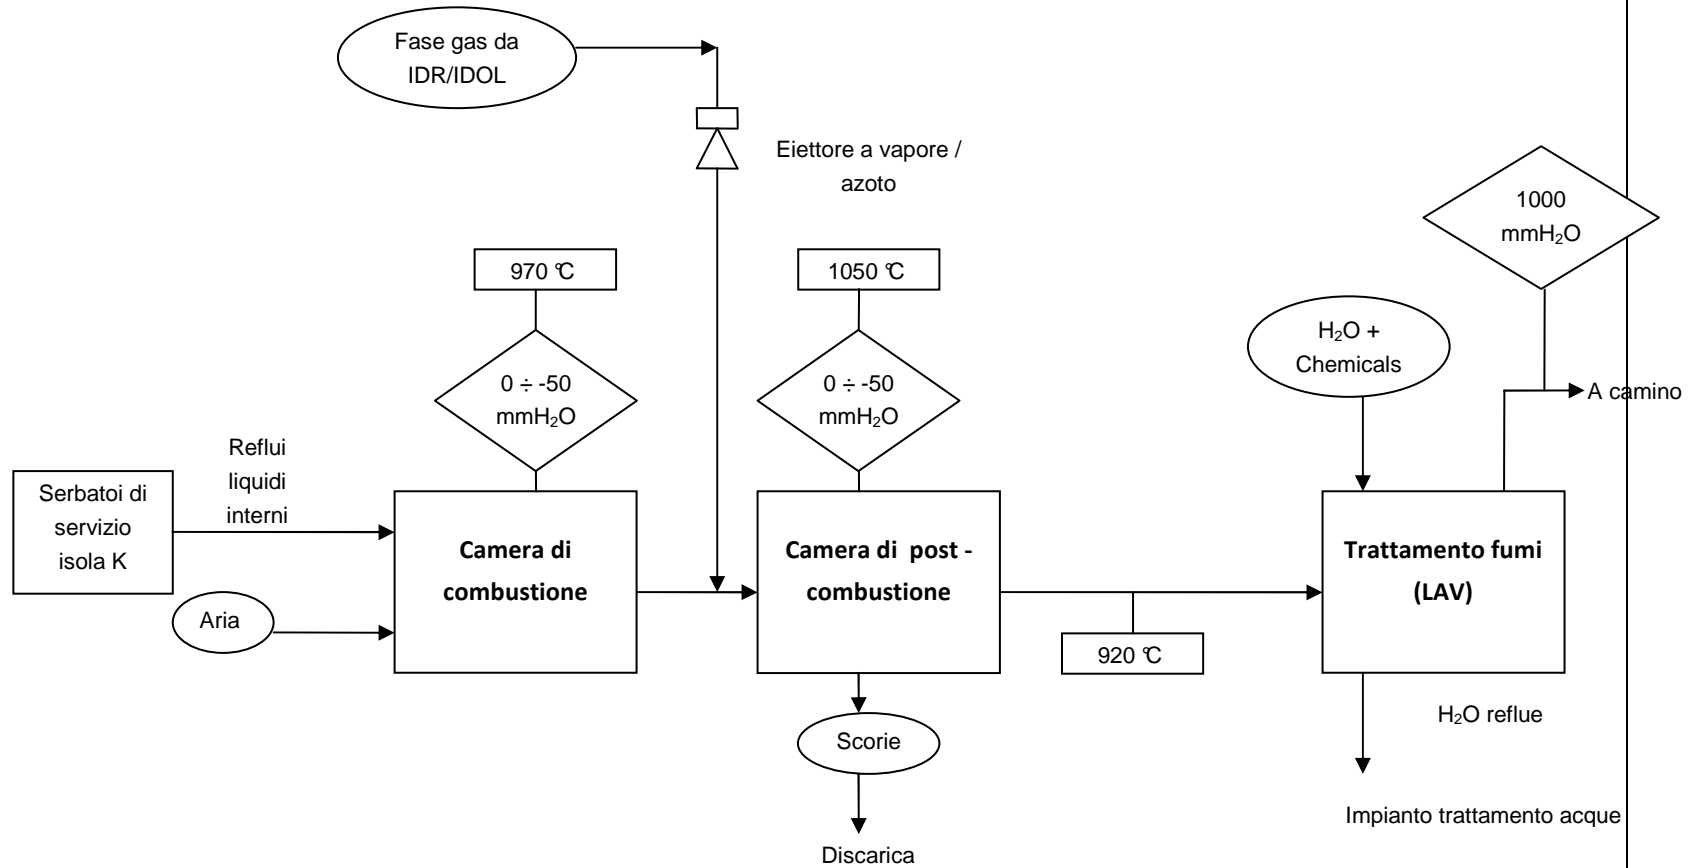 Fase gas da
IDR/IDOL
Eiettore a vapore /
azoto
1000
mmH₂O
970 °C
1050 °C
H₂O +
Chemicals
0 ÷ -50
mmH₂O
0 ÷ -50
mmH₂O
A camino
Reflui
liquidi
interni
Serbatoi di
servizio
isola K
Camera di
combustione
Camera di post -
combustione
Trattamento fumi
(LAV)
Aria
920 °C
H₂O reflue
Scorie
Impianto trattamento acque
Discarica